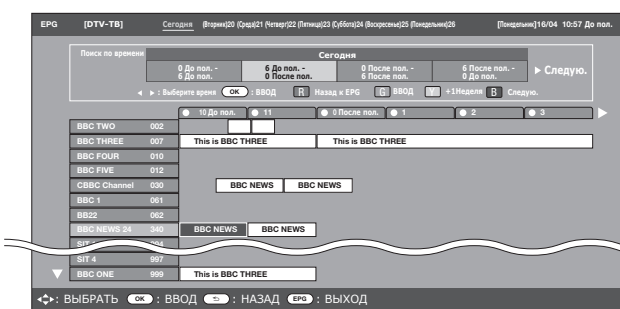 EPG [DTV-TB] Сегодня (Вторник)20 (Среда)21 (Четверг)22 (Пятница)23 (Суббота)24 (Воскресенье)25 (Понедельник)26 [Понедельник]16/04 10:57 До пол.
Поиск по времени Сегодня
0 До пол. - 6 До пол. - 0 После пол. - 6 После пол. - ▶ Следую.
6 До пол. 0 После пол. 6 После пол. 0 До пол.
◀ ▶ : Выберите время OK : ВВОД R Назад к EPG G ВВОД Y +1Неделя B Следую.
10 До пол. 11 0 После пол. 1 2 3
BBC TWO 002
BBC THREE 007 This is BBC THREE This is BBC THREE
BBC FOUR 010
BBC FIVE 012
CBBC Channel 030 BBC NEWS BBC NEWS
BBC 1 061
BB22 062
BBC NEWS 24 340 BBC NEWS BBC NEWS
SIT 4 997
BBC ONE 999 This is BBC THREE
: ВЫБРАТЬ OK : ВВОД : НАЗАД EPG : ВЫХОД